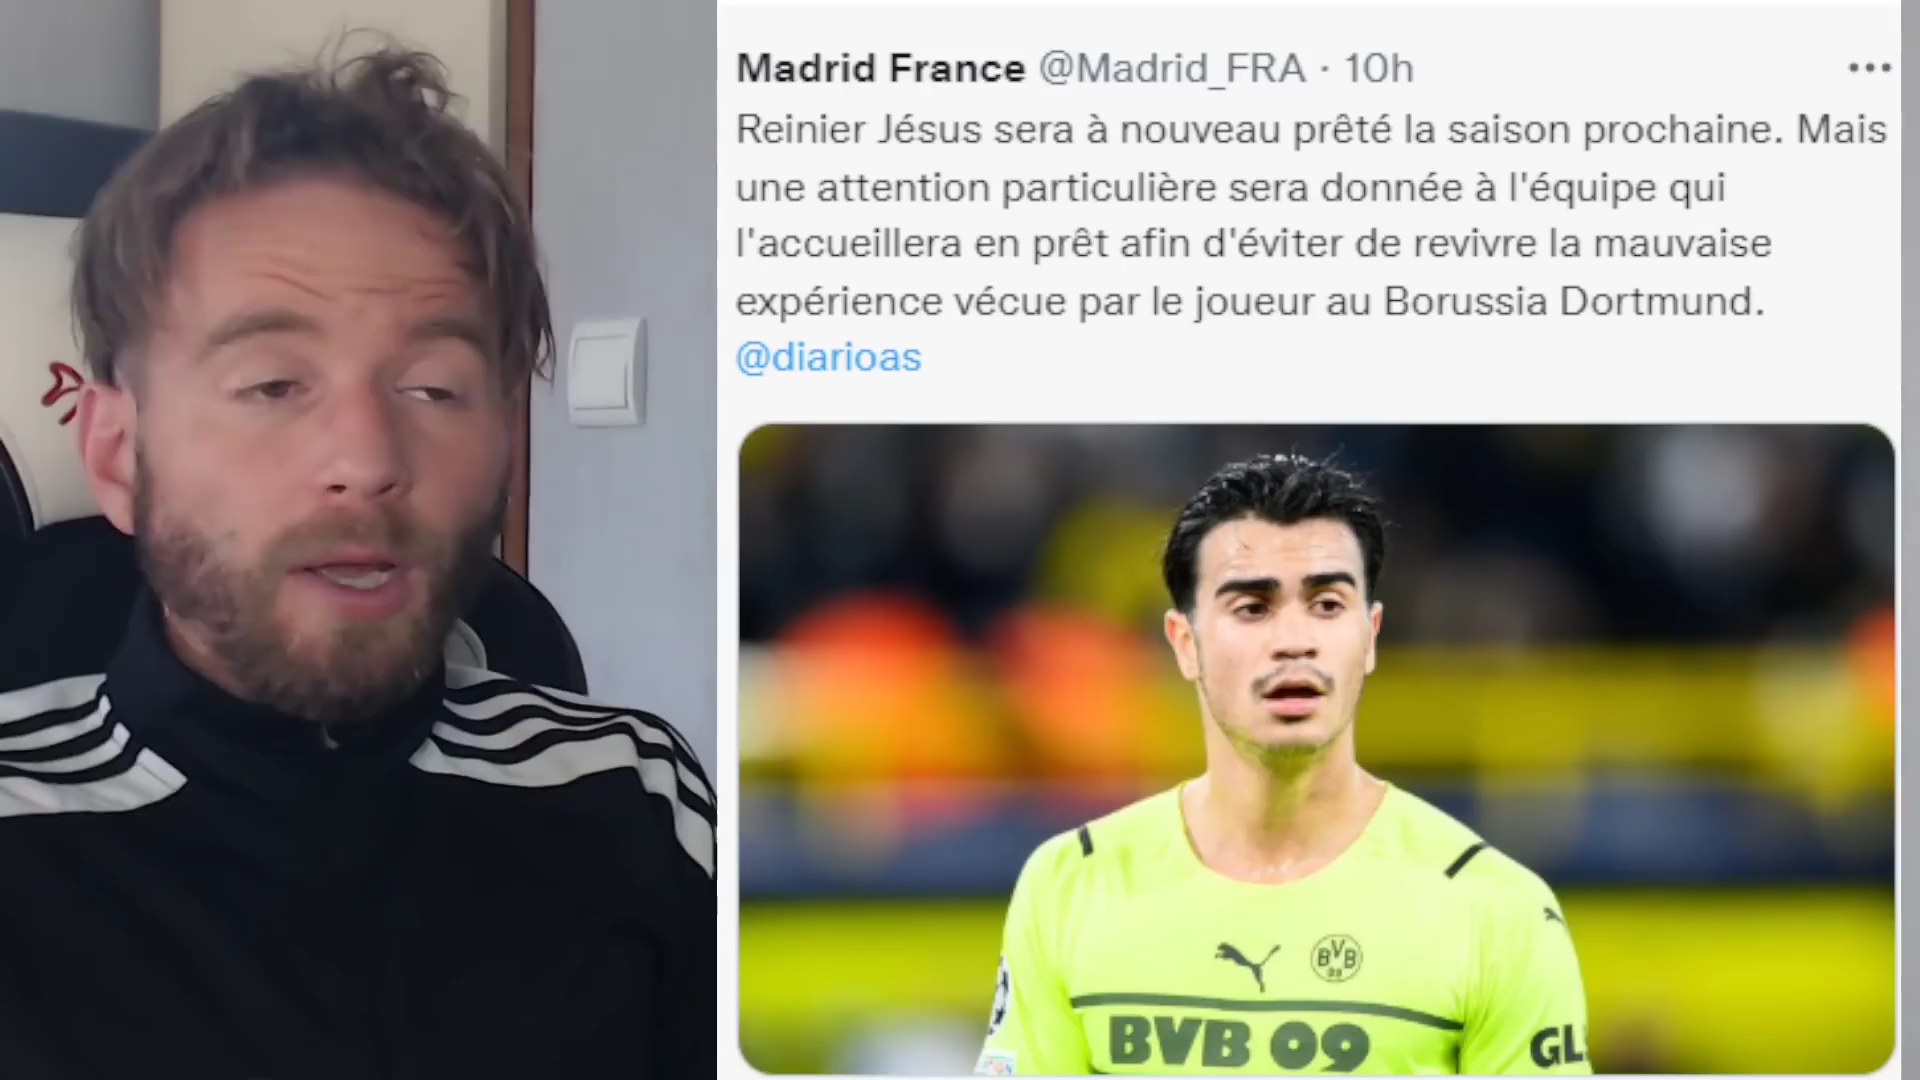 Madrid France @Madrid_FRA · 10h
Reinier Jésus sera à nouveau prêté la saison prochaine. Mais
une attention particulière sera donnée à l'équipe qui
l'accueillera en prêt afin d'éviter de revivre la mauvaise
expérience vécue par le joueur au Borussia Dortmund.
@diarioas
BVB
09
BVB 09
GL